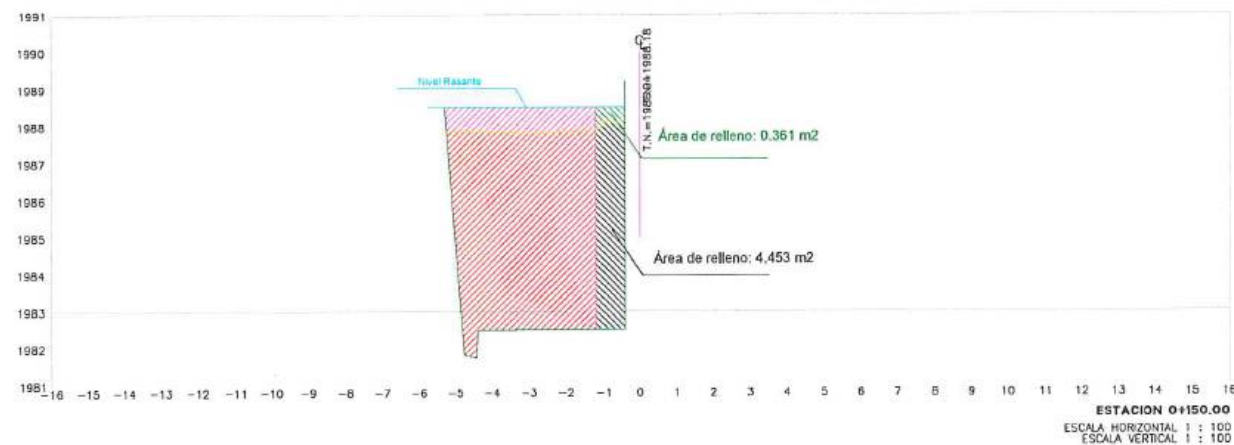 1991
1990
1989
1988
1987
1986
1985
1984
1983
1982
1981
Nivel Rasante
Área de relleno: 0.361 m2
Área de relleno: 4,453 m2
-16 -15 -14 -13 -12 -11 -10 -9 -8 -7 -6 -5 -4 -3 -2 -1 0 1 2 3 4 5 6 7 8 9 10 11 12 13 14 15 16
ESTACION 0+150.00
ESCALA HORIZONTAL 1 : 100
ESCALA VERTICAL 1 : 100